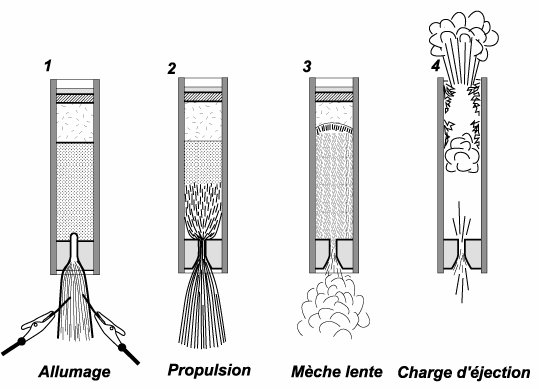 1
2
3
4
Allumage
Propulsion
Mèche lente
Charge d'éjection